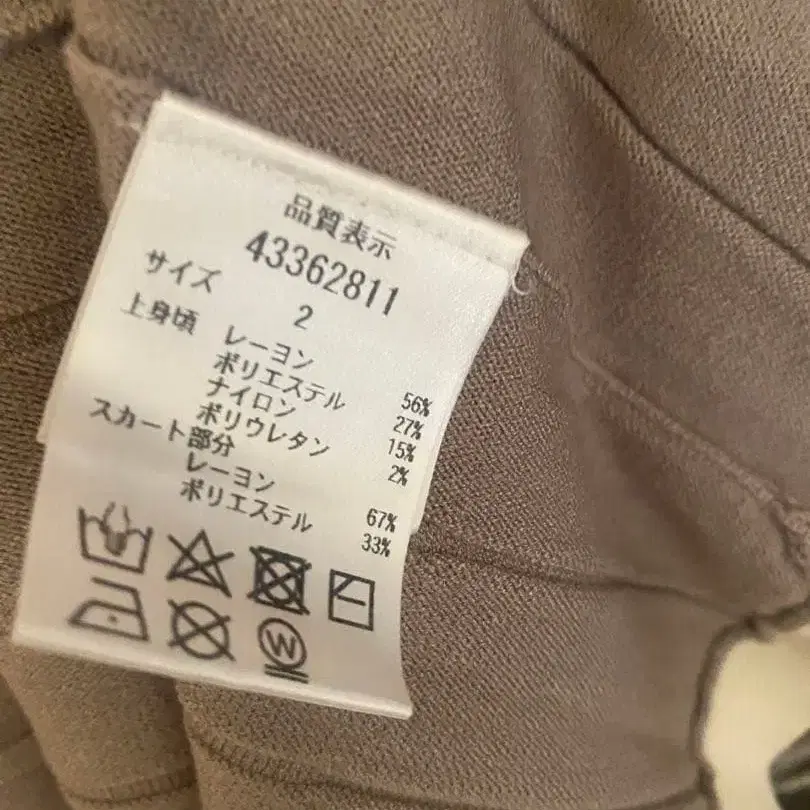 品質表示
43362811
サイズ 2
上身頃 レーヨン 56%
ポリエステル 27%
ナイロン 15%
ポリウレタン 2%
スカート部分
レーヨン 67%
ポリエステル 33%
W